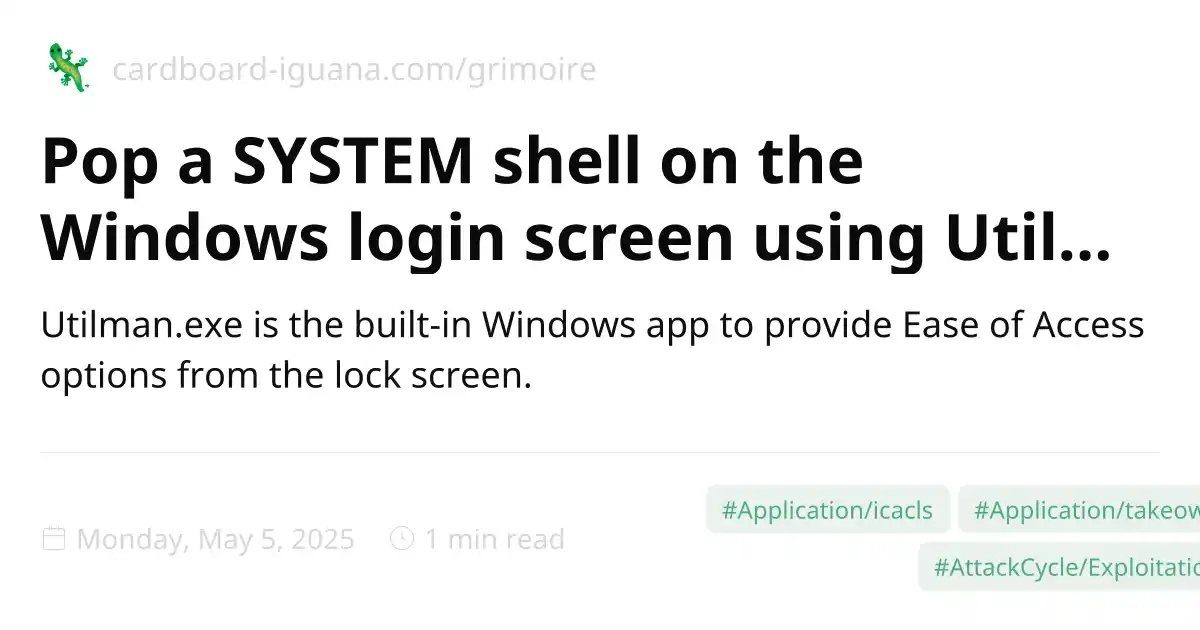 cardboard-iguana.com/grimoire
Pop a SYSTEM shell on the
Windows login screen using Util...
Utilman.exe is the built-in Windows app to provide Ease of Access
options from the lock screen.
#Application/icacls #Application/takeow
Monday, May 5, 2025 1 min read
#AttackCycle/Exploitatio